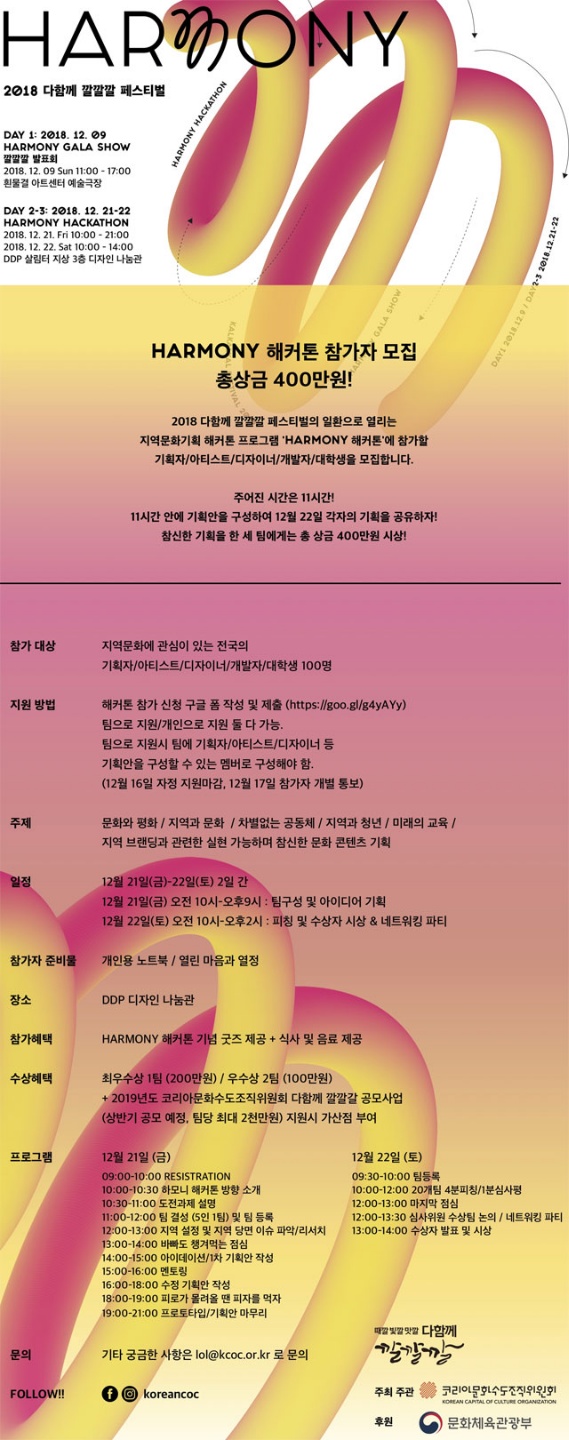 HARMONY
2018 다함께 깔깔깔 페스티벌
DAY 1: 2018. 12. 09
HARMONY GALA SHOW
깔깔깔 발표회
2018. 12. 09 Sun 11:00 - 17:00
흰물결 아트센터 예술극장
DAY 2-3: 2018. 12. 21-22
HARMONY HACKATHON
2018. 12. 21. Fri 10:00 - 21:00
2018. 12. 22. Sat 10:00 - 14:00
DDP 살림터 지상 3층 디자인 나눔관
HARMONY HACKATHON
HARMONY GALA SHOW
DAY1 2018.12.9 / DAY2-3 2018.12.21-22
HARMONY 해커톤 참가자 모집
총상금 400만원!
2018 다함께 깔깔깔 페스티벌의 일환으로 열리는
지역문화기획 해커톤 프로그램 'HARMONY 해커톤'에 참가할
기획자/아티스트/디자이너/개발자/대학생을 모집합니다.
주어진 시간은 11시간!
11시간 안에 기획안을 구성하여 12월 22일 각자의 기획을 공유하자!
참신한 기획을 한 세 팀에게는 총 상금 400만원 시상!
참가 대상
지역문화에 관심이 있는 전국의
기획자/아티스트/디자이너/개발자/대학생 100명
지원 방법
해커톤 참가 신청 구글 폼 작성 및 제출 (https://goo.gl/g4yAYy)
팀으로 지원/개인으로 지원 둘 다 가능.
팀으로 지원시 팀에 기획자/아티스트/디자이너 등
기획안을 구성할 수 있는 멤버로 구성해야 함.
(12월 16일 자정 지원마감, 12월 17일 참가자 개별 통보)
주제
문화와 평화 / 지역과 문화 / 차별없는 공동체 / 지역과 청년 / 미래의 교육 /
지역 브랜딩과 관련한 실현 가능하며 참신한 문화 콘텐츠 기획
일정
12월 21일(금)-22일(토) 2일 간
12월 21일(금) 오전 10시-오후9시 : 팀구성 및 아이디어 기획
12월 22일(토) 오전 10시-오후2시 : 피칭 및 수상자 시상 & 네트워킹 파티
참가자 준비물
개인용 노트북 / 열린 마음과 열정
장소
DDP 디자인 나눔관
참가혜택
HARMONY 해커톤 기념 굿즈 제공 + 식사 및 음료 제공
수상혜택
최우수상 1팀 (200만원) / 우수상 2팀 (100만원)
+ 2019년도 코리아문화수도조직위원회 다함께 깔깔갈 공모사업
(상반기 공모 예정, 팀당 최대 2천만원) 지원시 가산점 부여
프로그램
12월 21일 (금)
09:00-10:00 RESISTRATION
10:00-10:30 하모니 해커톤 방향 소개
10:30-11:00 도전과제 설명
11:00-12:00 팀 결성 (5인 1팀) 및 팀 등록
12:00-13:00 지역 설정 및 지역 당면 이슈 파악/리서치
13:00-14:00 바빠도 챙겨먹는 점심
14:00-15:00 아이데이션/1차 기획안 작성
15:00-16:00 멘토링
16:00-18:00 수정 기획안 작성
18:00-19:00 피로가 몰려올 땐 피자를 먹자
19:00-21:00 프로토타입/기획안 마무리
12월 22일 (토)
09:30-10:00 팀등록
10:00-12:00 20개팀 4분피칭/1분심사평
12:00-13:00 마지막 점심
12:00-13:30 심사위원 수상팀 논의 / 네트워킹 파티
13:00-14:00 수상자 발표 및 시상
문의
기타 궁금한 사항은 lol@kcoc.or.kr 로 문의
FOLLOW!!
koreancoc
때깔 빛깔 맛깔 다함께
깔깔깔
주최 주관
코리아문화수도조직위원회
KOREAN CAPITAL OF CULTURE ORGANIZATION
후원
문화체육관광부